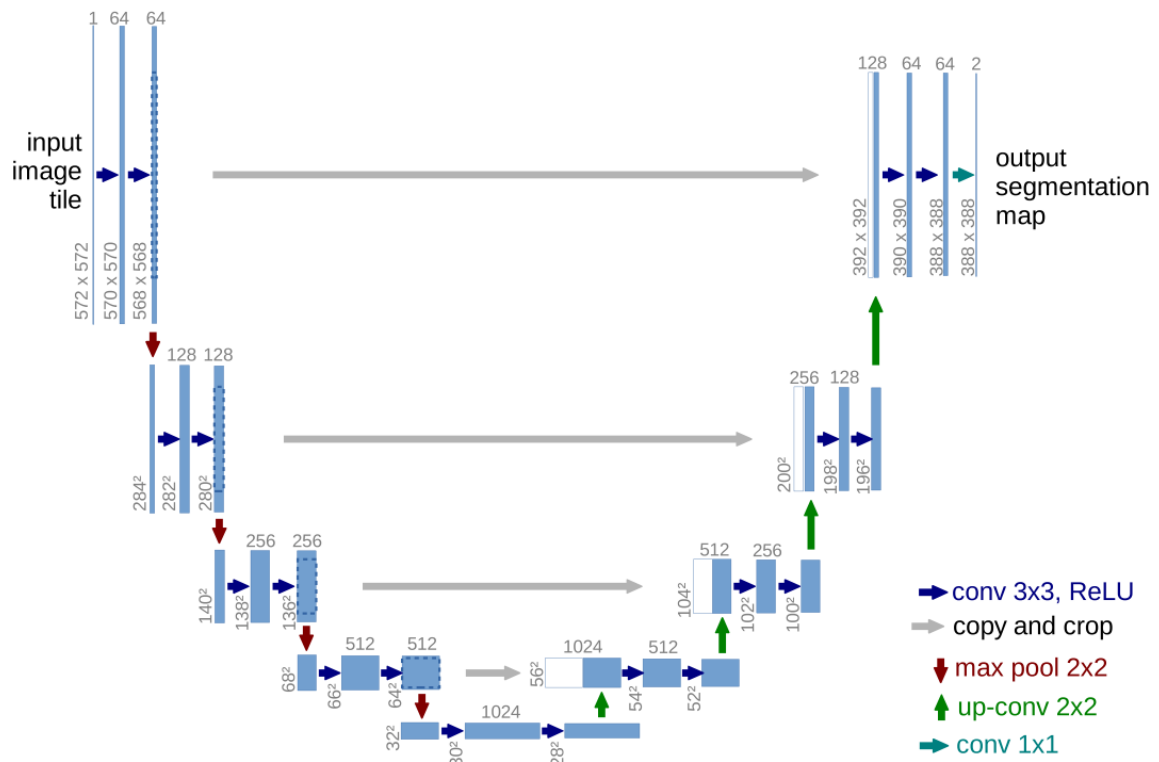 1 64 64
input
image
tile
572 x 572
570 x 570
568 x 568
128 64 64 2
output
segmentation
map
392 x 392
390 x 390
388 x 388
388 x 388
128 128
284²
282²
280²
256 128
200²
198²
196²
256 256
140²
138²
136²
512 256
104²
102²
100²
512 512
68²
66²
64²
1024 512
56²
54²
52²
1024
32²
30²
28²
conv 3x3, ReLU
copy and crop
max pool 2x2
up-conv 2x2
conv 1x1